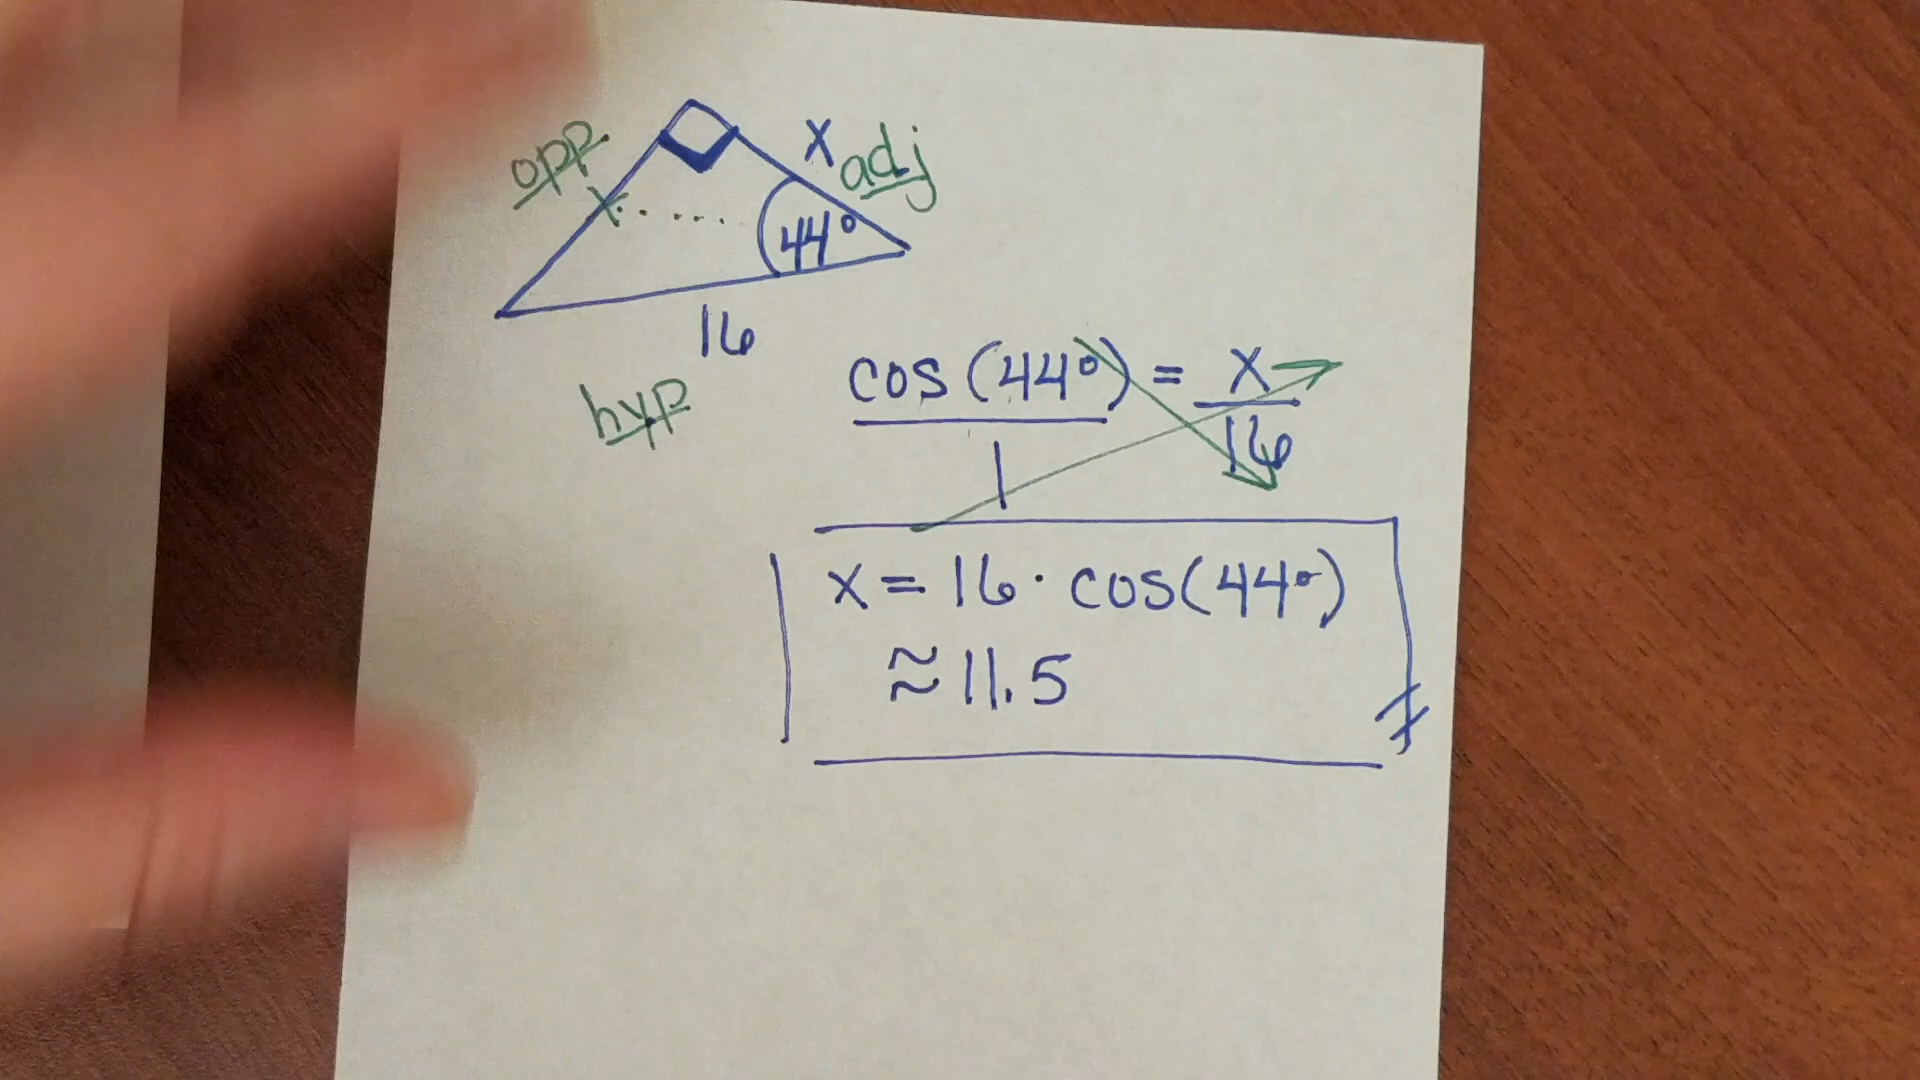 opp
x adj
44°
16
hyp
cos(44°) = x/16
1
x = 16 · cos(44°)
≈ 11.5